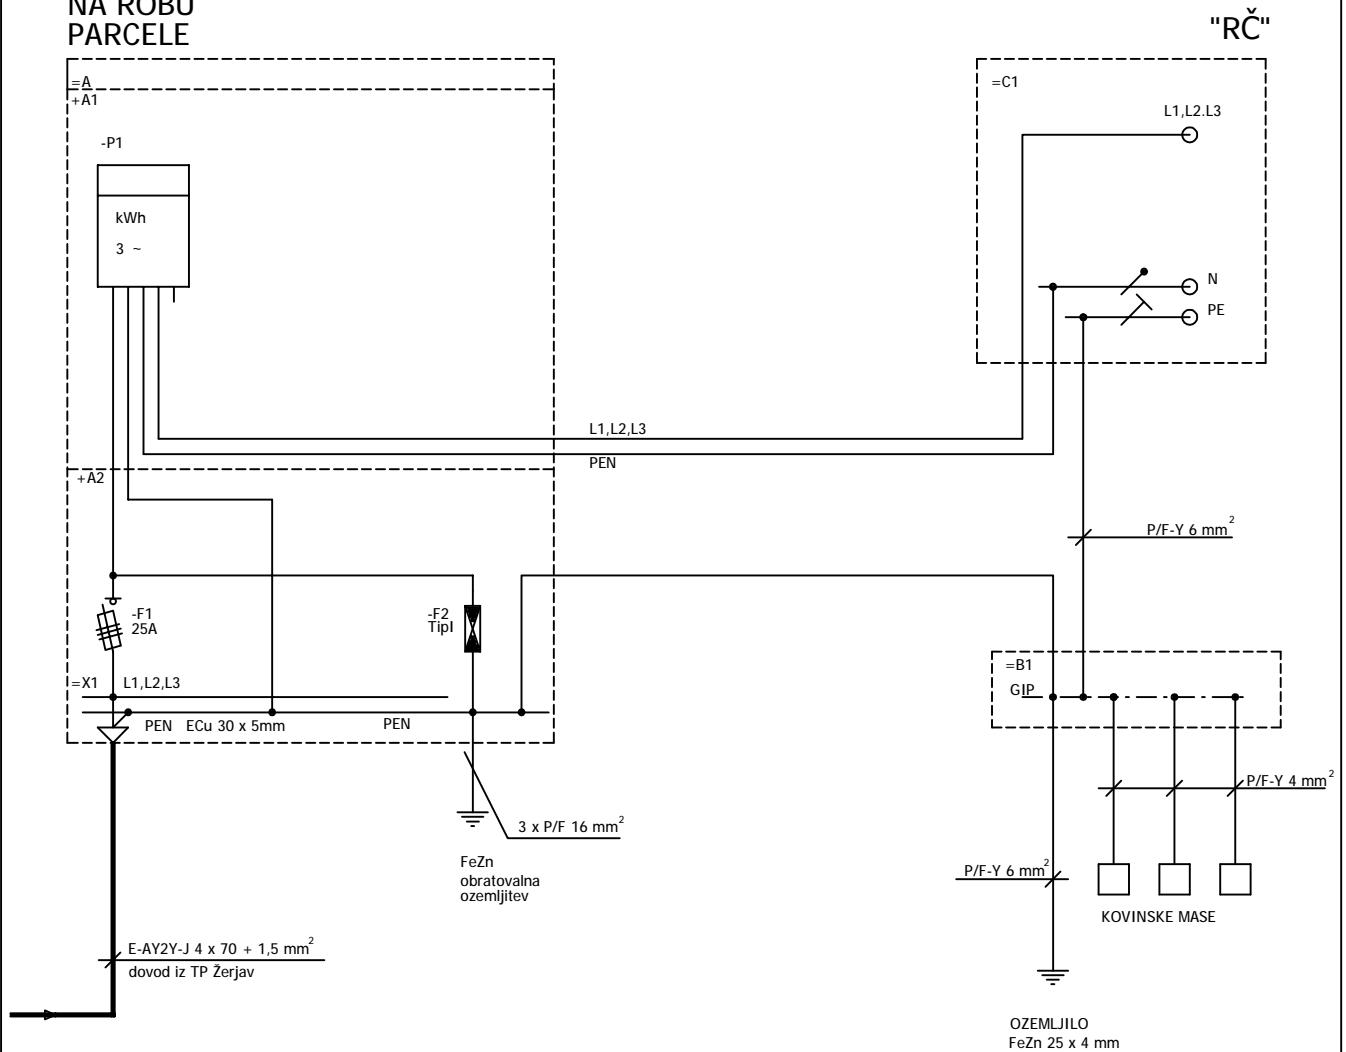 NA ROBU
PARCELE
"RČ"
=A
+A1
-P1
kWh
3 ~
=C1
L1,L2.L3
N
PE
L1,L2,L3
PEN
+A2
P/F-Y 6 mm2
-F1
25A
-F2
TipI
=X1 L1,L2,L3
PEN ECu 30 x 5mm PEN
=B1
GIP
P/F-Y 4 mm2
3 x P/F 16 mm2
FeZn
obratovalna
ozemljitev
P/F-Y 6 mm2
KOVINSKE MASE
E-AY2Y-J 4 x 70 + 1,5 mm2
dovod iz TP Žerjav
OZEMLJILO
FeZn 25 x 4 mm